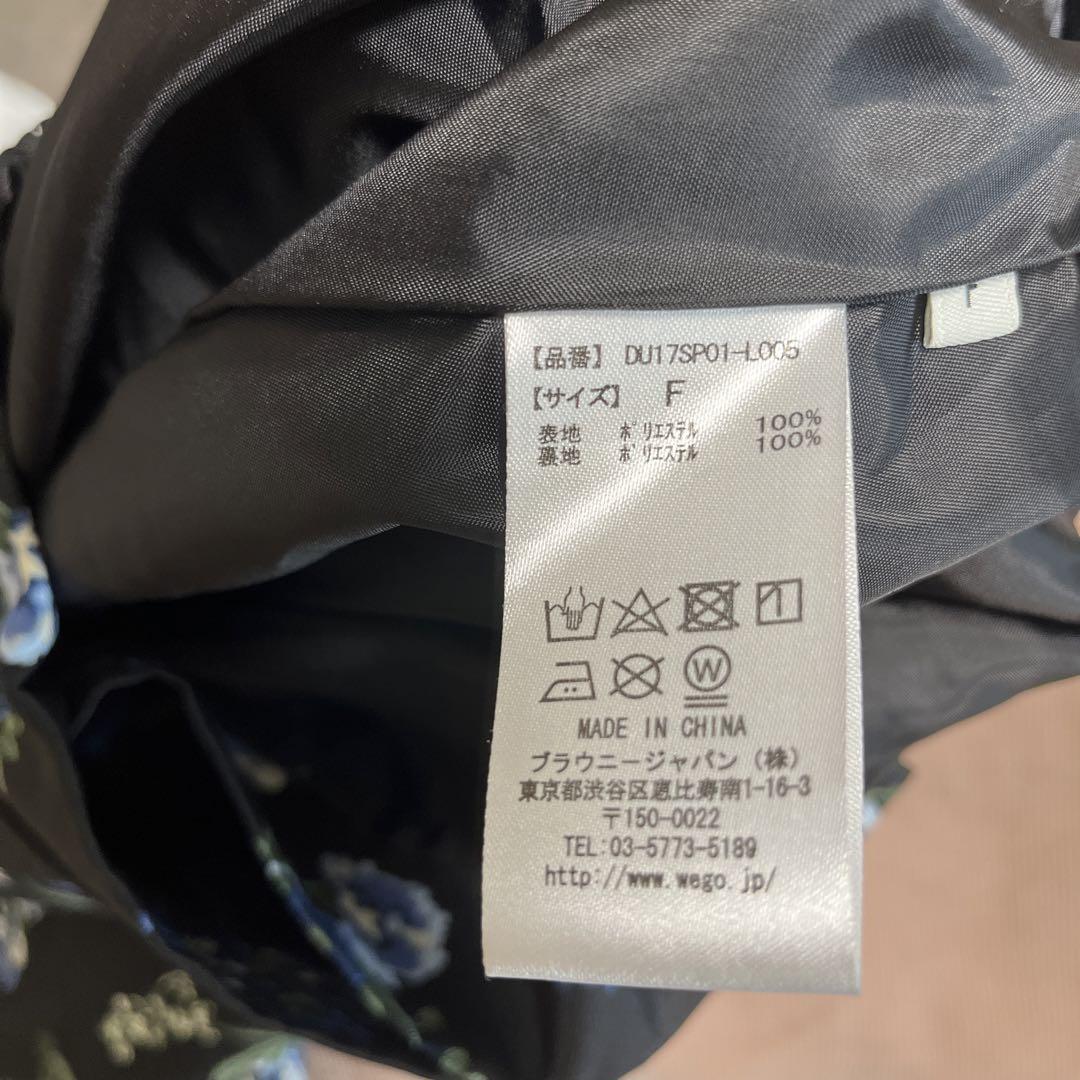 【品番】 DU17SP01-L005
【サイズ】 F
表地 ポリエステル 100%
裏地 ポリエステル 100%
W
MADE IN CHINA
ブラウニージャパン(株)
東京都渋谷区恵比寿南1-16-3
〒150-0022
TEL:03-5773-5189
http://www.wego.jp/